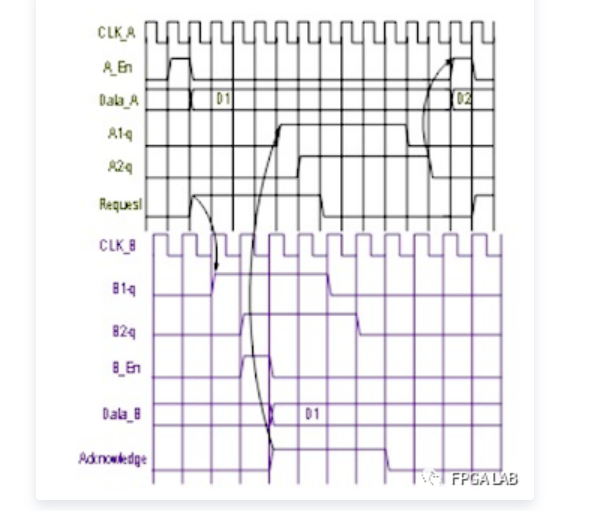 CLK_A
A_En
Data_A D1 D2
A1-q
A2-q
Request
CLK_B
B1-q
B2-q
B_En
Data_B D1
Acknowledge
FPGA LAB